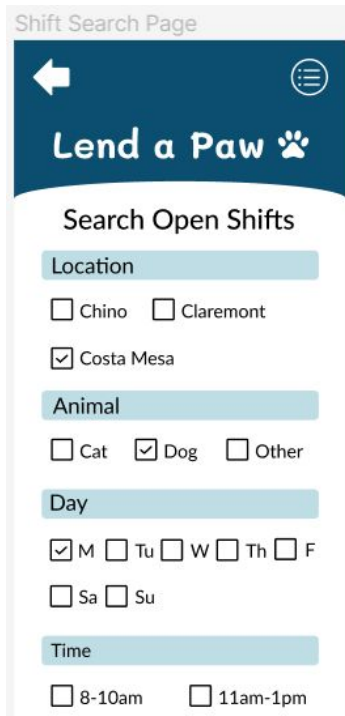 Shift Search Page
Lend a Paw
Search Open Shifts
Location
Chino Claremont
Costa Mesa
Animal
Cat Dog Other
Day
M Tu W Th F
Sa Su
Time
8-10am 11am-1pm